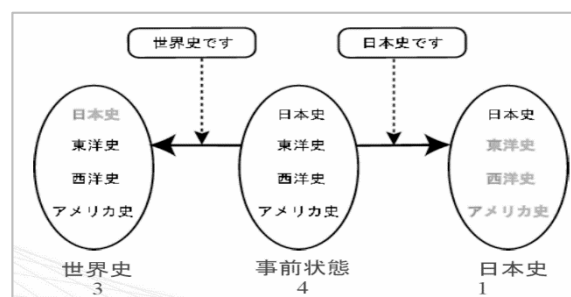 世界史です
日本史です
日本史
東洋史
西洋史
アメリカ史
日本史
東洋史
西洋史
アメリカ史
日本史
東洋史
西洋史
アメリカ史
世界史
3
事前状態
4
日本史
1